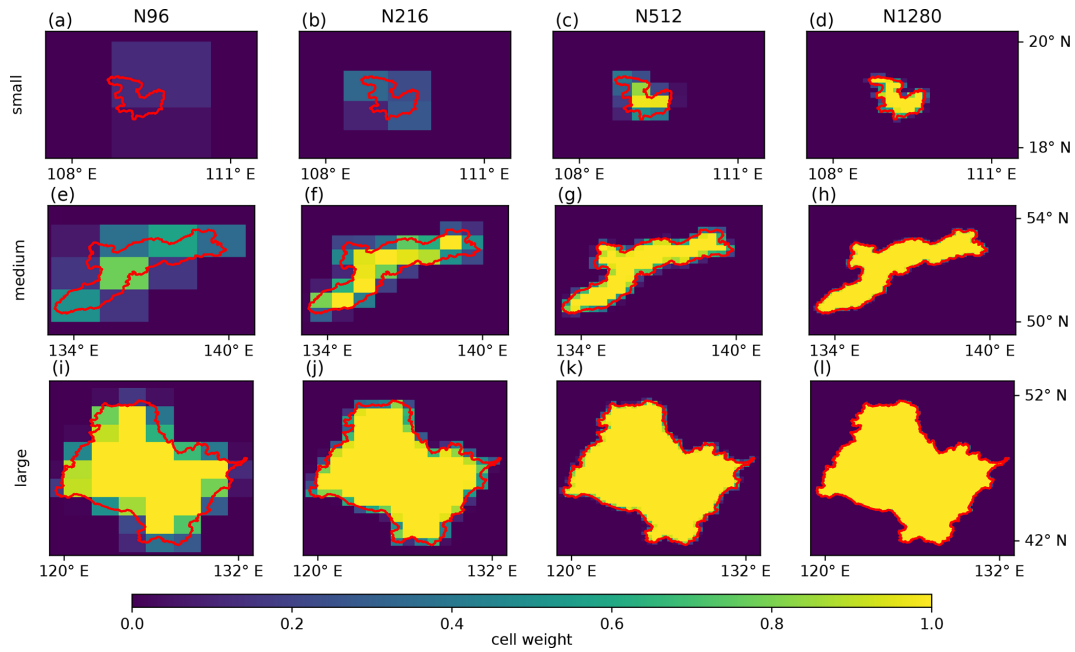 (a) N96 (b) N216 (c) N512 (d) N1280
20° N
small
18° N
108° E 111° E 108° E 111° E 108° E 111° E 108° E 111° E
(e) (f) (g) (h)
54° N
medium
50° N
134° E 140° E 134° E 140° E 134° E 140° E 134° E 140° E
(i) (j) (k) (l)
52° N
large
42° N
120° E 132° E 120° E 132° E 120° E 132° E 120° E 132° E
0.0 0.2 0.4 0.6 0.8 1.0
cell weight